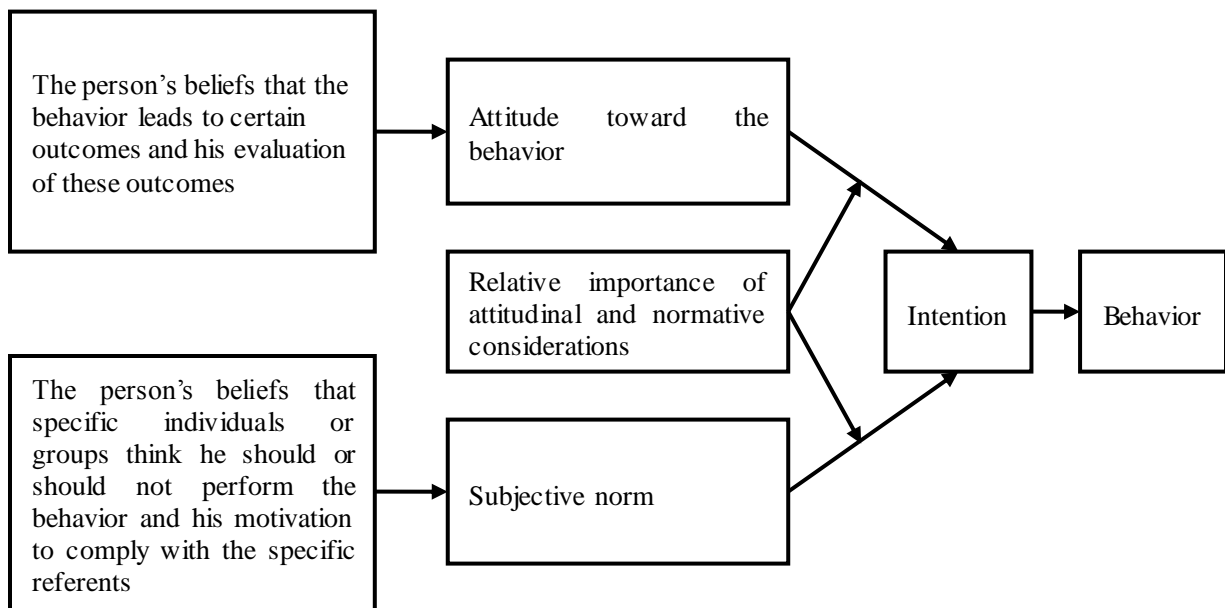 The person's beliefs that the
behavior leads to certain
outcomes and his evaluation
of these outcomes
Attitude toward the
behavior
Relative importance of
attitudinal and normative
considerations
Intention
Behavior
The person's beliefs that
specific individuals or
groups think he should or
should not perform the
behavior and his motivation
to comply with the specific
referents
Subjective norm